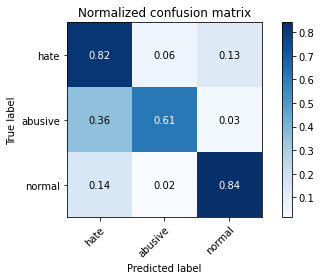 Normalized confusion matrix
True label
hate 0.82 0.06 0.13
abusive 0.36 0.61 0.03
normal 0.14 0.02 0.84
hate abusive normal
Predicted label
0.8
0.7
0.6
0.5
0.4
0.3
0.2
0.1